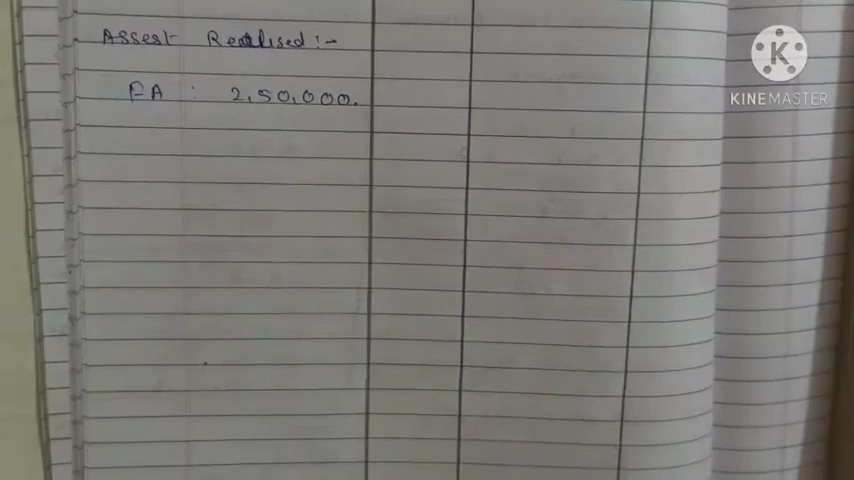 Assest Realised :-
FA : 2,50,000.
K
KINEMASTER